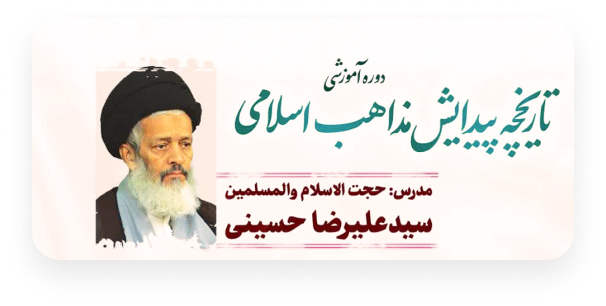 دوره آموزشی
تاریخچه پیدایش مذاهب اسلامی
مدرس: حجت الاسلام والمسلمین
سیدعلیرضا حسینی